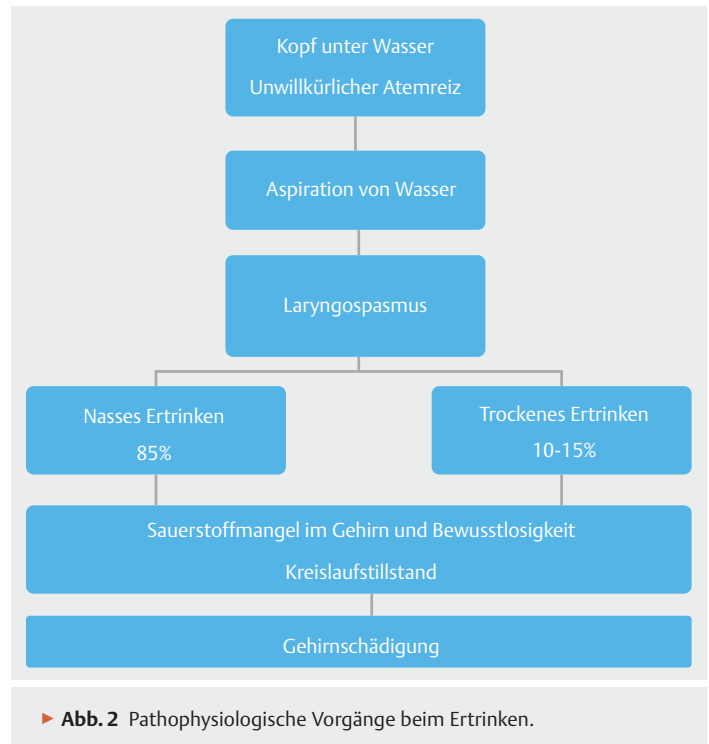 Kopf unter Wasser
Unwillkürlicher Atemreiz
Aspiration von Wasser
Laryngospasmus
Nasses Ertrinken
85%
Trockenes Ertrinken
10-15%
Sauerstoffmangel im Gehirn und Bewusstlosigkeit
Kreislaufstillstand
Gehirnschädigung
▶ Abb. 2 Pathophysiologische Vorgänge beim Ertrinken.